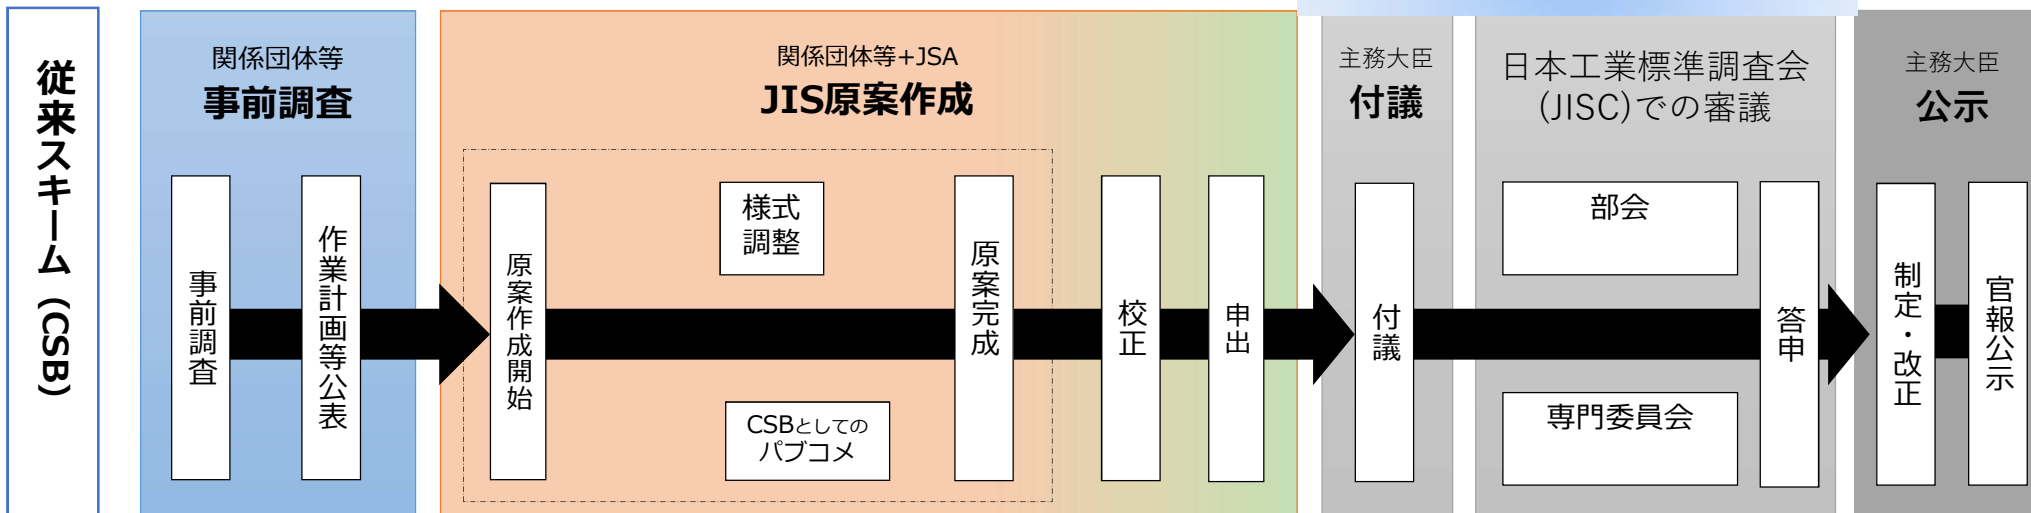 従来スキーム（CSB）
関係団体等
事前調査
事前調査
作業計画等公表
関係団体等+JSA
JIS原案作成
原案作成開始
様式
調整
CSBとしての
パブコメ
原案完成
校正
申出
主務大臣
付議
付議
日本工業標準調査会
(JISC)での審議
部会
専門委員会
答申
主務大臣
公示
制定・改正
官報公示